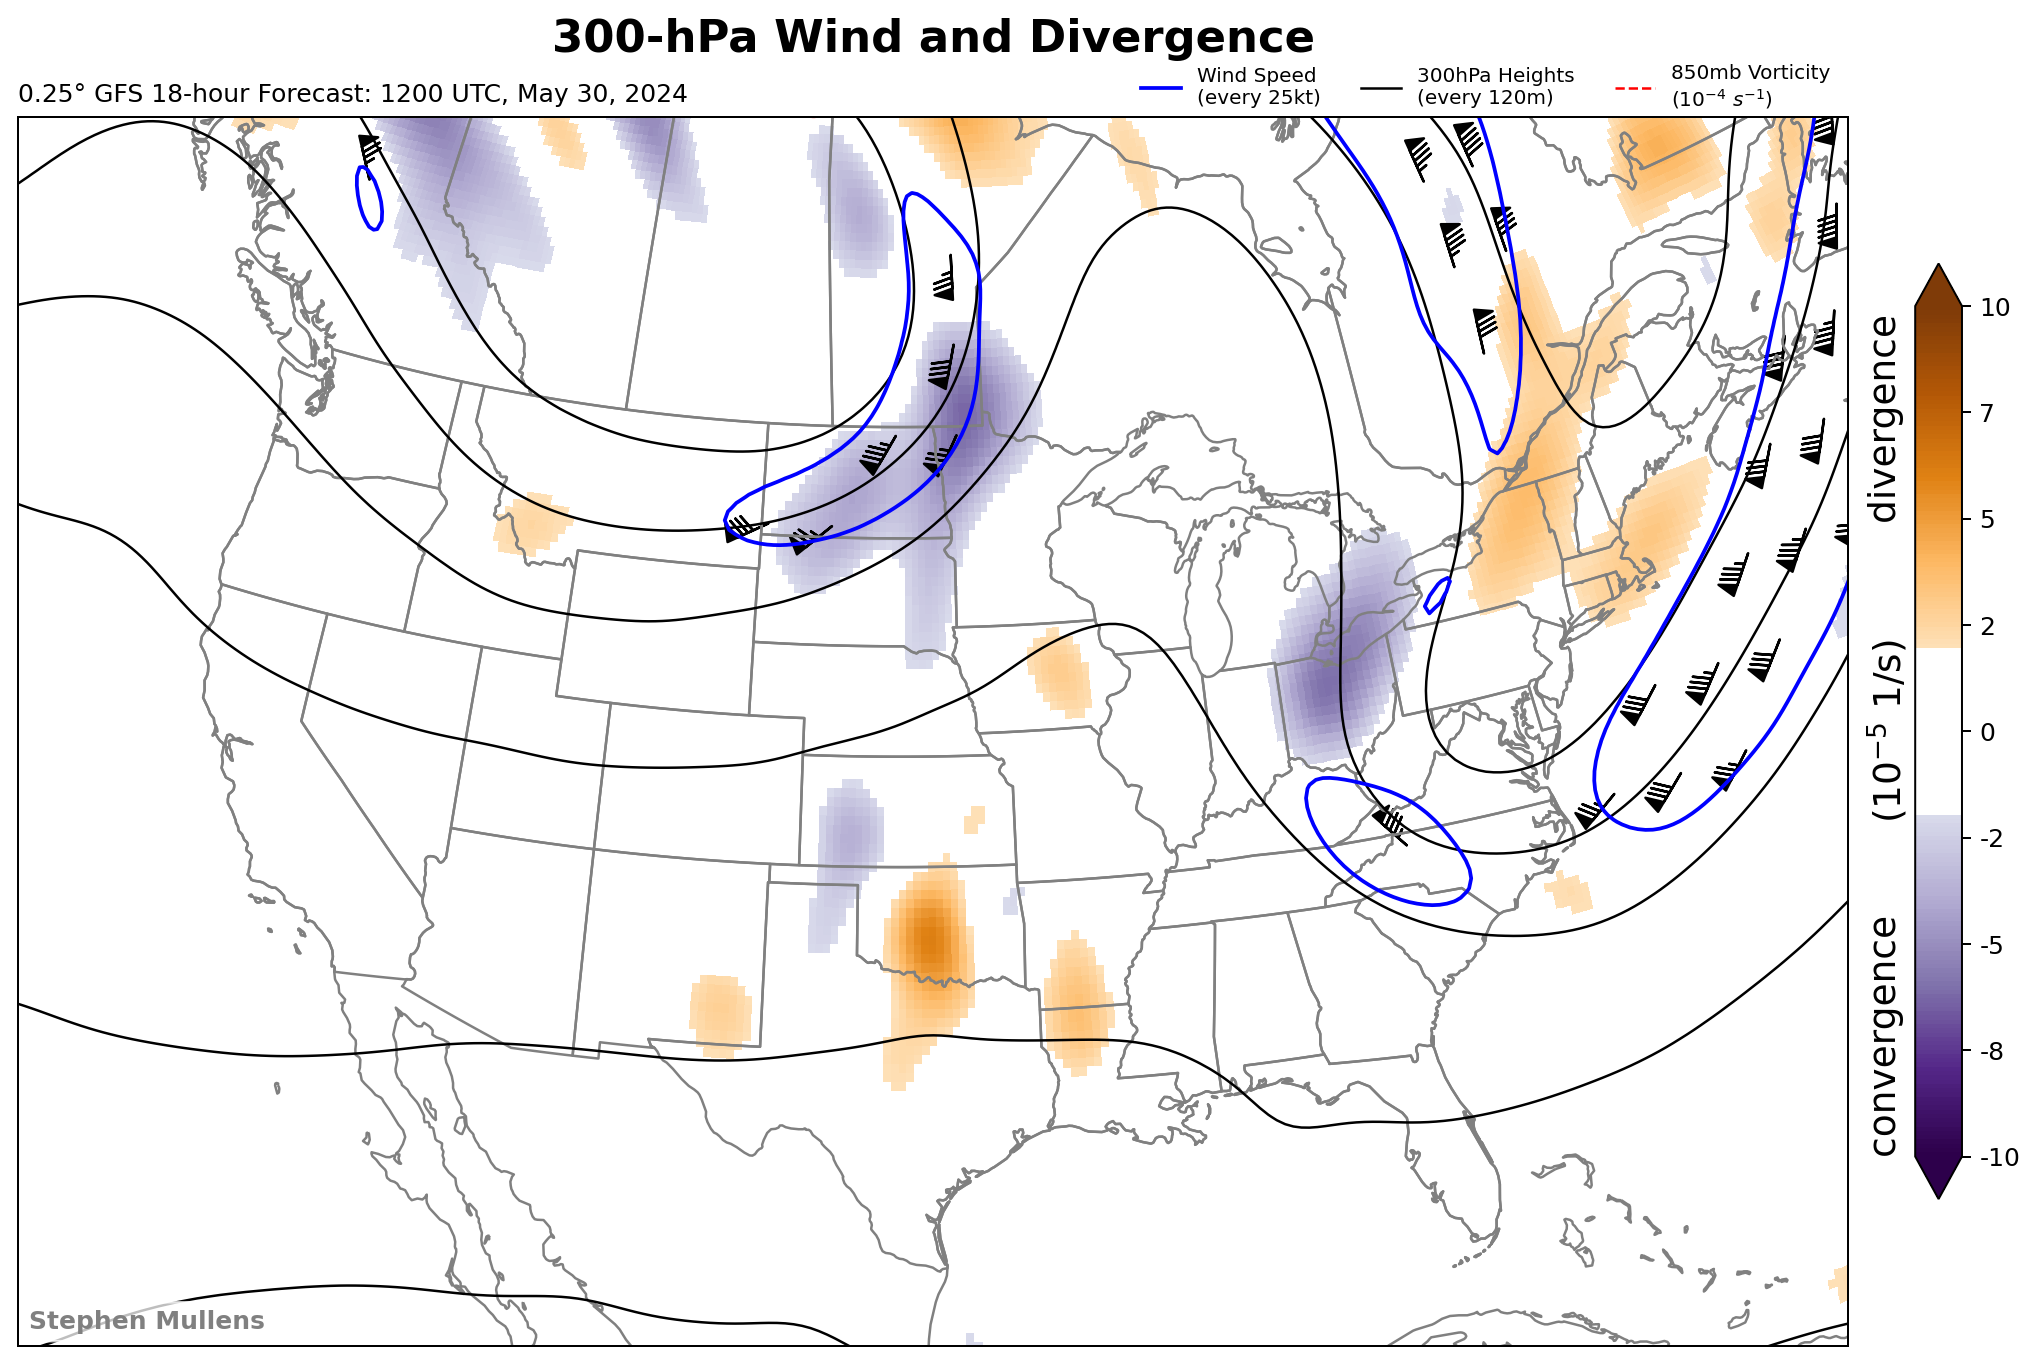 300-hPa Wind and Divergence
0.25° GFS 18-hour Forecast: 1200 UTC, May 30, 2024
Wind Speed
(every 25kt)
300hPa Heights
(every 120m)
850mb Vorticity
(10⁻⁴ s⁻¹)
10
7
5
2
0
-2
-5
-8
-10
convergence (10⁻⁵ 1/s) divergence
Stephen Mullens